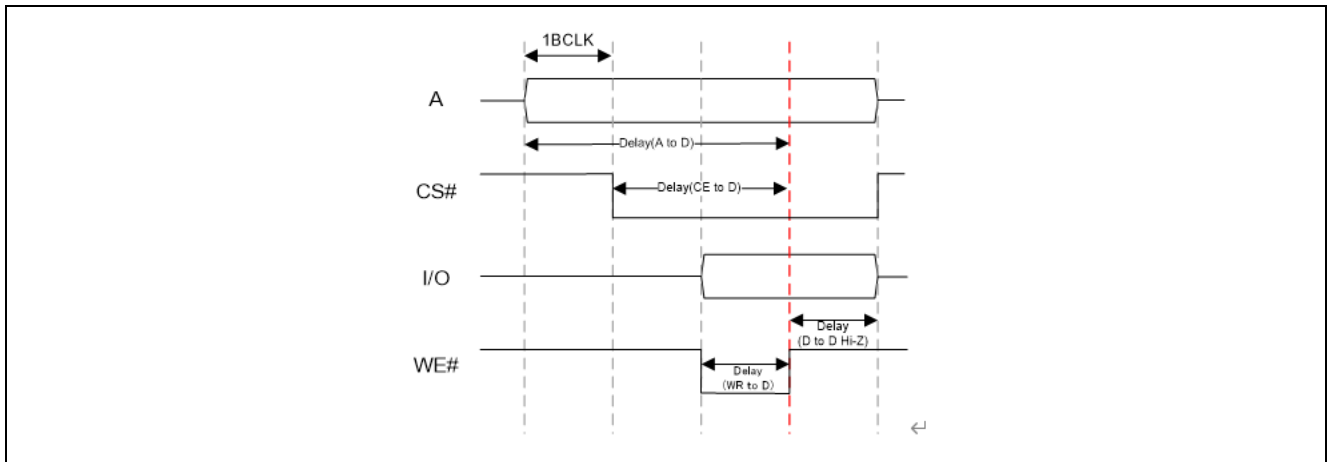 1BCLK
A
Delay(A to D)
CS#
Delay(CE to D)
I/O
Delay
(D to D Hi-Z)
WE#
Delay
(WR to D)
↵